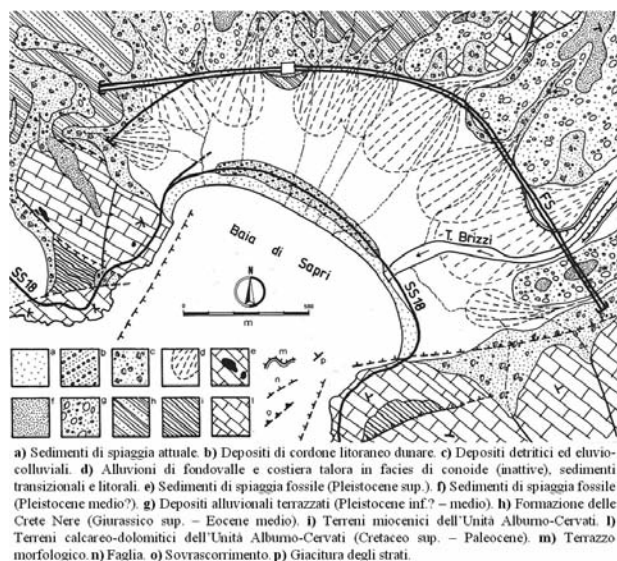 FS
T. Brizzi
Baia di Sapri
SS18
SS18
N
0
m
a
b
c
d
e
f
g
h
i
l
m
n
o
p
a) Sedimenti di spiaggia attuale. b) Depositi di cordone litoraneo dunare. c) Depositi detritici ed eluvio-
colluviali. d) Alluvioni di fondovalle e costiera talora in facies di conoide (inattive), sedimenti
transizionali e litorali. e) Sedimenti di spiaggia fossile (Pleistocene sup.). f) Sedimenti di spiaggia fossile
(Pleistocene medio?). g) Depositi alluvionali terrazzati (Pleistocene inf.? – medio). h) Formazione delle
Crete Nere (Giurassico sup. – Eocene medio). i) Terreni miocenici dell'Unità Alburno-Cervati. l)
Terreni calcareo-dolomitici dell'Unità Alburno-Cervati (Cretaceo sup. – Paleocene). m) Terrazzo
morfologico. n) Faglia. o) Sovrascorrimento. p) Giacitura degli strati.